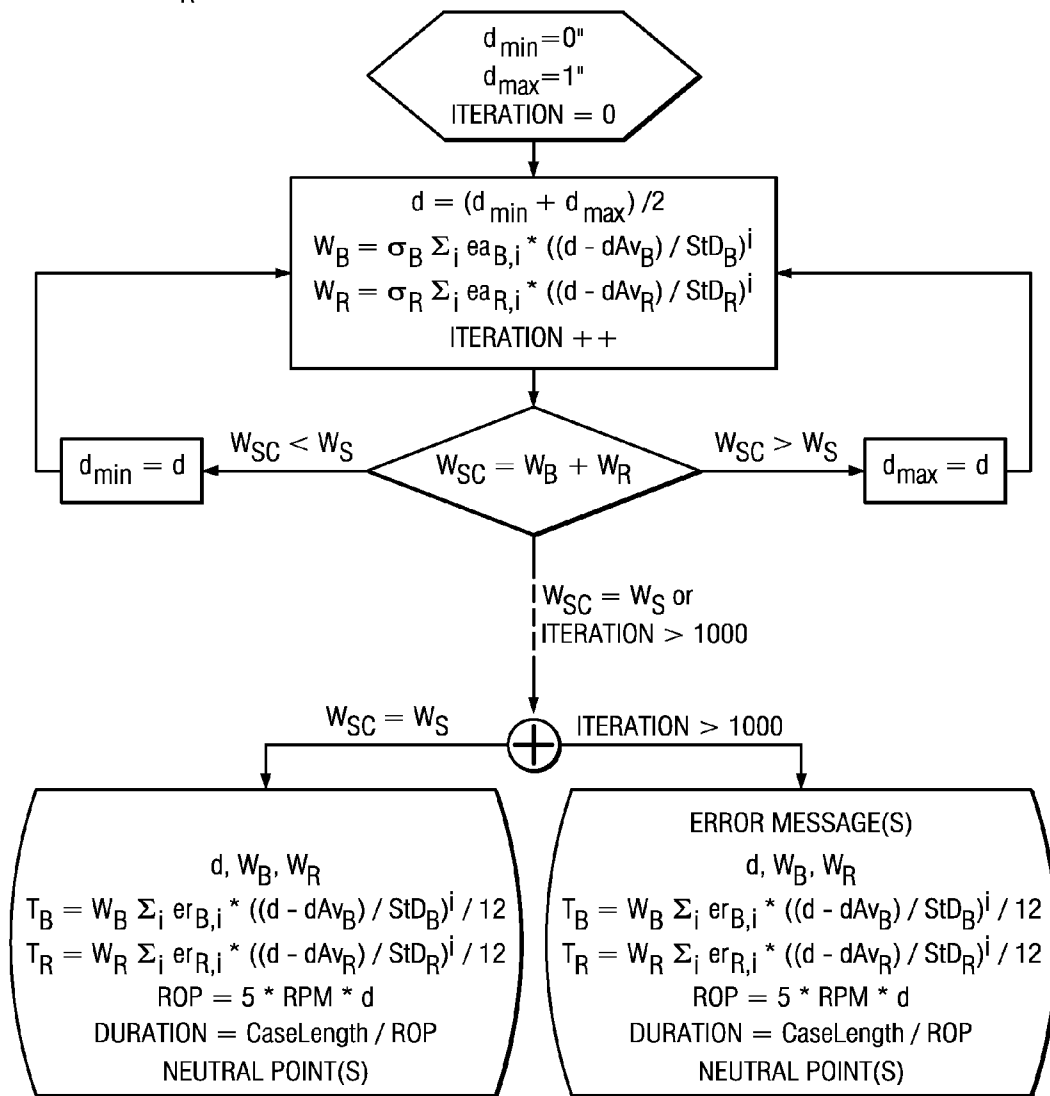 R
d_min=0"
d_max=1"
ITERATION = 0
d = (d_min + d_max) /2
W_B = σ_B Σ_i ea_B,i * ((d - dAv_B) / StD_B)^i
W_R = σ_R Σ_i ea_R,i * ((d - dAv_R) / StD_R)^i
ITERATION ++
W_SC < W_S
W_SC > W_S
d_min = d
W_SC = W_B + W_R
d_max = d
W_SC = W_S or
ITERATION > 1000
W_SC = W_S
ITERATION > 1000
d, W_B, W_R
T_B = W_B Σ_i er_B,i * ((d - dAv_B) / StD_B)^i / 12
T_R = W_R Σ_i er_R,i * ((d - dAv_R) / StD_R)^i / 12
ROP = 5 * RPM * d
DURATION = CaseLength / ROP
NEUTRAL POINT(S)
ERROR MESSAGE(S)
d, W_B, W_R
T_B = W_B Σ_i er_B,i * ((d - dAv_B) / StD_B)^i / 12
T_R = W_R Σ_i er_R,i * ((d - dAv_R) / StD_R)^i / 12
ROP = 5 * RPM * d
DURATION = CaseLength / ROP
NEUTRAL POINT(S)